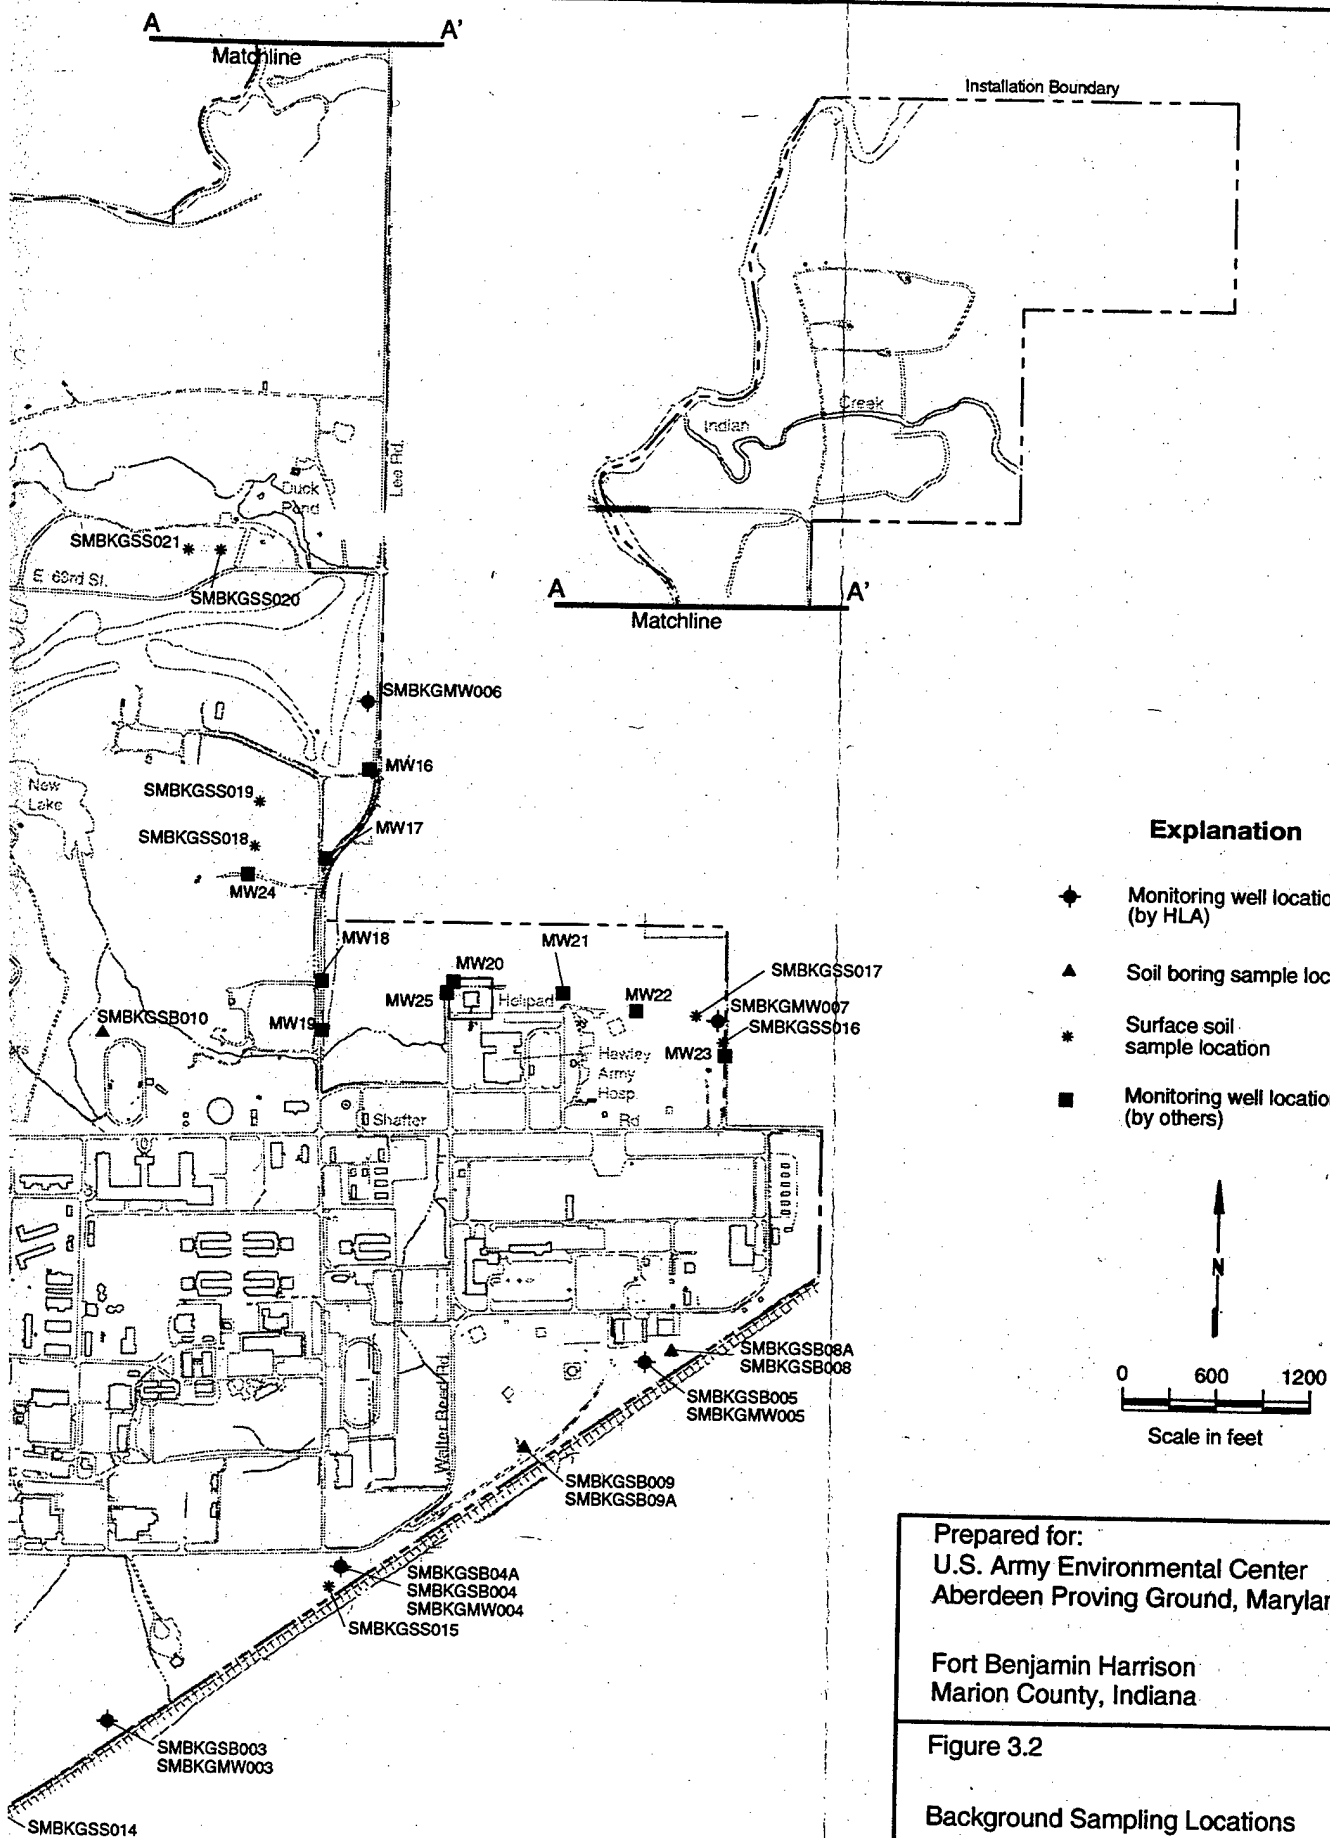 A A'
Matchline
Installation Boundary
Indian Creek
Lee Rd.
Duck
Pond
SMBKGSS021
E 63rd St.
SMBKGSS020
A A'
Matchline
SMBKGMW006
MW16
New
Lake
SMBKGSS019
MW17
SMBKGSS018
MW24
Explanation
Monitoring well locatio
(by HLA)
Soil boring sample loc
Surface soil
sample location
Monitoring well location
(by others)
MW18
MW21
MW20
SMBKGSS017
MW25
Helipad
MW22
SMBKGMW007
SMBKGSB010
MW19
SMBKGSS016
MW23
Hawley
Army
Hosp.
Shafter Rd
N
SMBKGSB08A
SMBKGSB008
0 600 1200
Scale in feet
SMBKGSB005
SMBKGMW005
Walter Reed Rd.
SMBKGSB009
SMBKGSB09A
SMBKGSB04A
SMBKGSB004
SMBKGMW004
SMBKGSS015
SMBKGSB003
SMBKGMW003
SMBKGSS014
Prepared for:
U.S. Army Environmental Center
Aberdeen Proving Ground, Marylan
Fort Benjamin Harrison
Marion County, Indiana
Figure 3.2
Background Sampling Locations